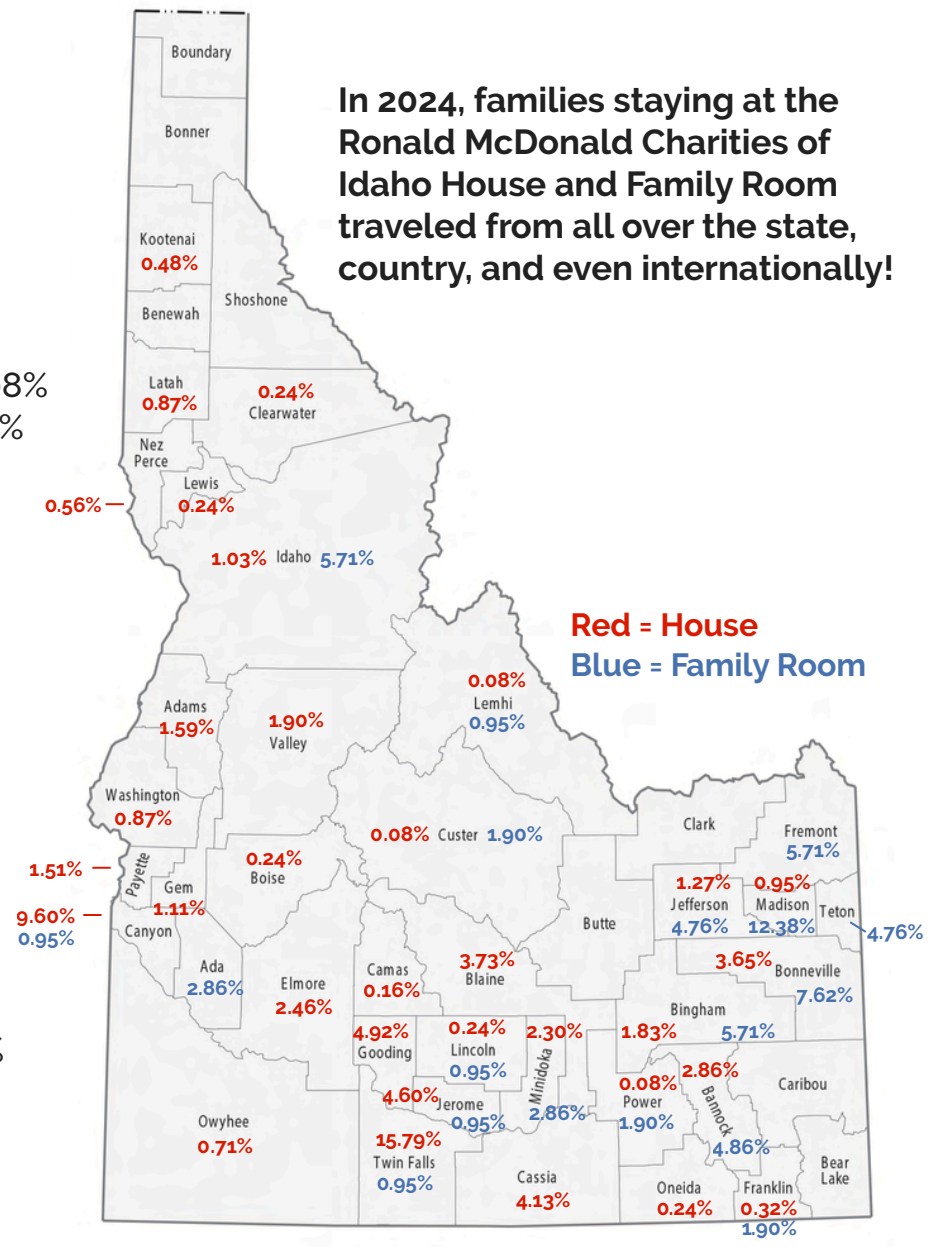 Boundary
In 2024, families staying at the
Ronald McDonald Charities of
Idaho House and Family Room
traveled from all over the state,
country, and even internationally!
Bonner
Kootenai
0.48%
Shoshone
Benewah
8%
%
Latah
0.87%
0.24%
Clearwater
Nez
Perce
Lewis
0.56%
0.24%
1.03% Idaho 5.71%
Red = House
Blue = Family Room
0.08%
Lemhi
0.95%
Adams
1.59%
1.90%
Valley
Washington
0.87%
0.08% Custer 1.90%
Clark
Fremont
5.71%
1.51%
Payette
0.24%
Boise
Gem
1.11%
9.60%
0.95%
Canyon
1.27%
Jefferson
4.76%
0.95%
Madison
12.38%
Teton
4.76%
Butte
Ada
2.86%
Elmore
2.46%
Camas
0.16%
3.73%
Blaine
3.65%
Bonneville
7.62%
Bingham
1.83% 5.71%
4.92%
Gooding
0.24%
Lincoln
0.95%
2.30%
Minidoka
2.86%
4.60%
Jerome
0.95%
0.08%
Power
1.90%
2.86%
Bannock
4.86%
Caribou
%
Owyhee
0.71%
15.79%
Twin Falls
0.95%
Cassia
4.13%
Oneida
0.24%
Franklin
0.32%
1.90%
Bear
Lake